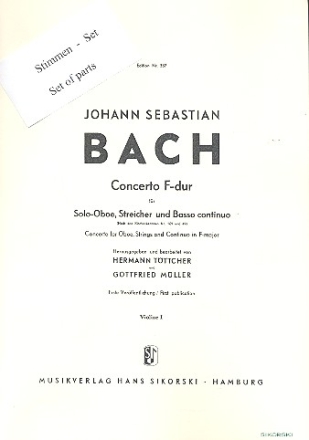 Stimmen - Set
Set of parts
Edition Nr. 
JOHANN SEBASTIAN
BACH
Concerto F-dur
für
Solo-Oboe, Streicher und Basso continuo
Concerto for Oboe, Strings and Continuo in F-major
Herausgegeben und bearbeitet von
HERMANN TÖTTCHER
und
GOTTFRIED MÜLLER
Erste Veröffentlichung / First publication
Violine I
MUSIKVERLAG HANS SIKORSKI - HAMBURG